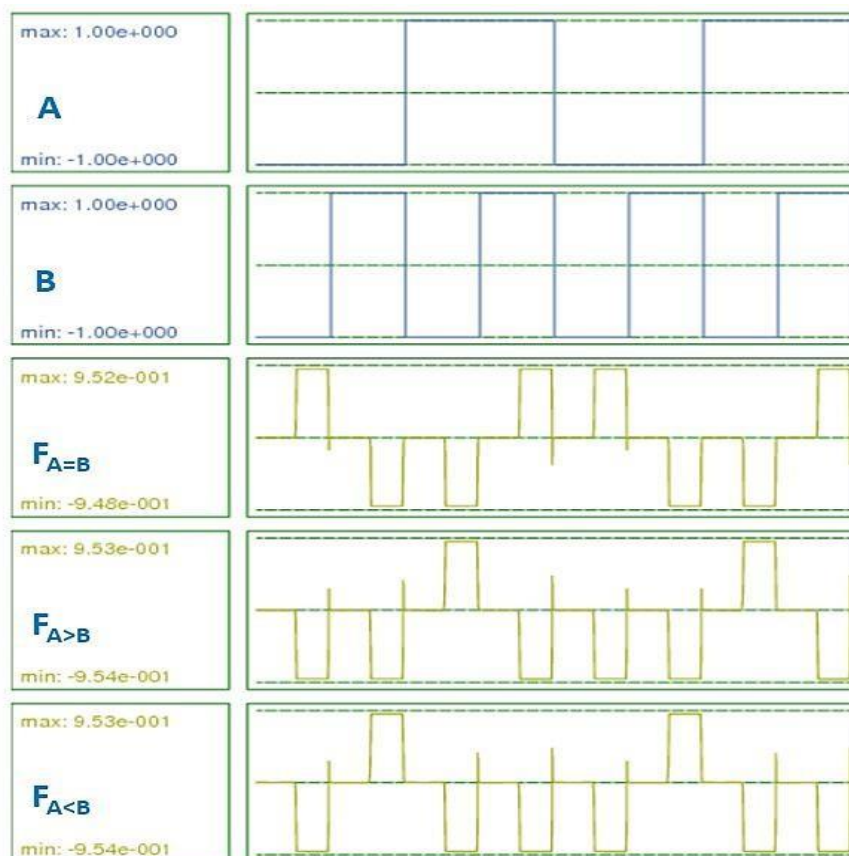 max: 1.00e+000
A
min: -1.00e+000
max: 1.00e+000
B
min: -1.00e+000
max: 9.52e-001
FA=B
min: -9.48e-001
max: 9.53e-001
FA>B
min: -9.54e-001
max: 9.53e-001
FA<B
min: -9.54e-001